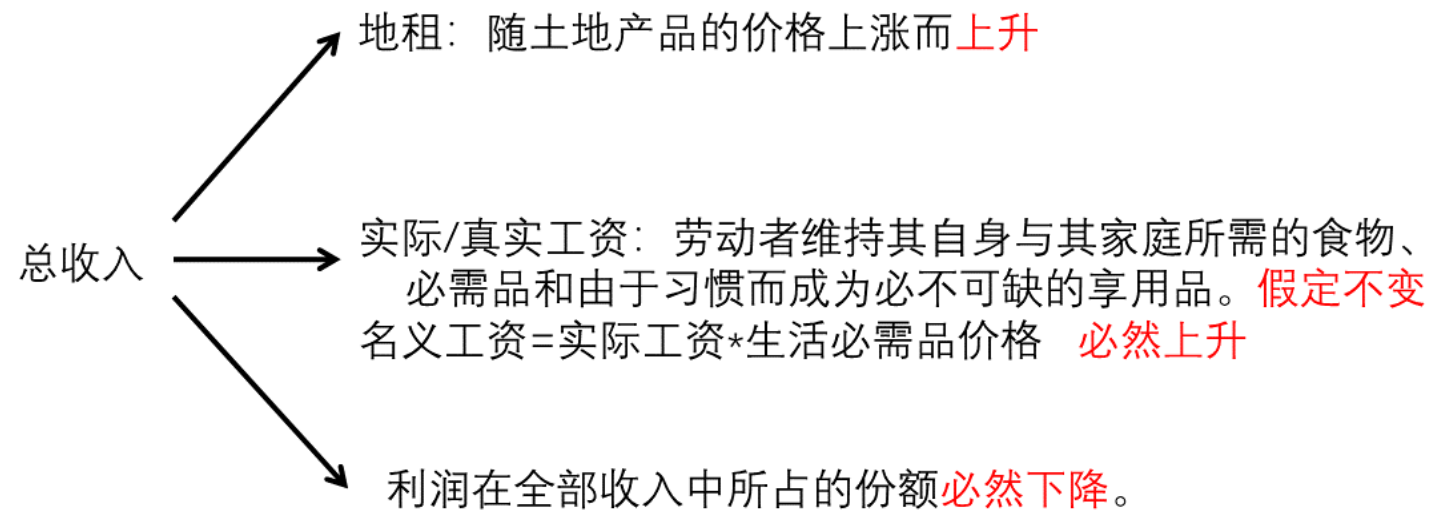 地租：随土地产品的价格上涨而上升
总收入
实际/真实工资：劳动者维持其自身与其家庭所需的食物、
必需品和由于习惯而成为必不可缺的享用品。假定不变
名义工资=实际工资*生活必需品价格 必然上升
利润在全部收入中所占的份额必然下降。